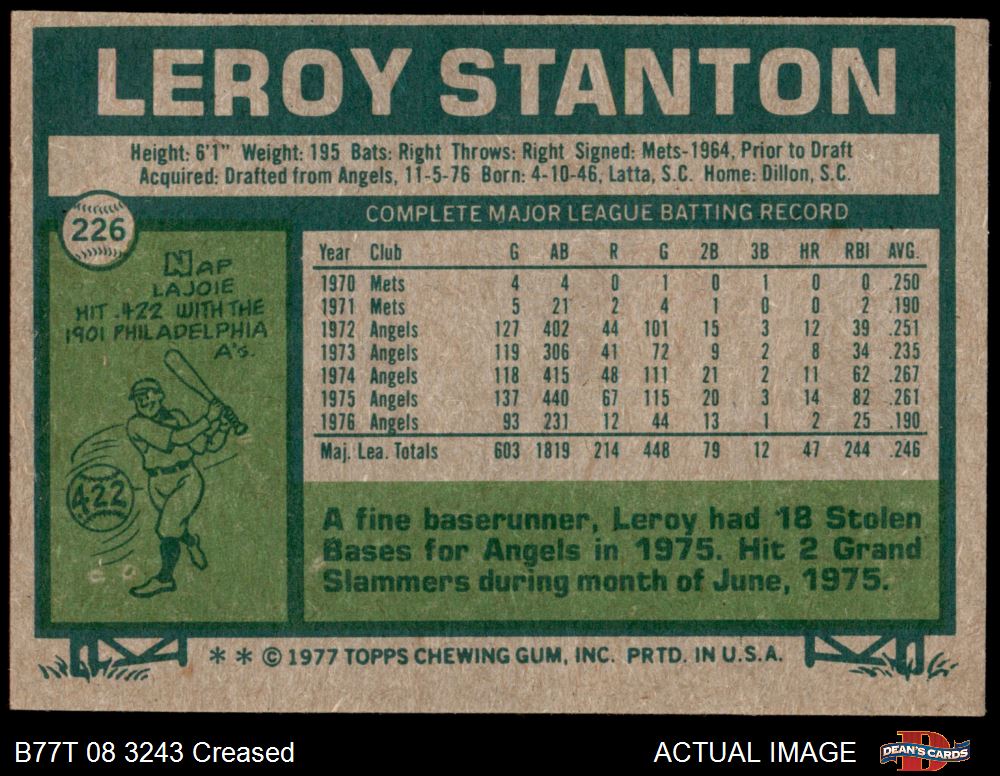 LEROY STANTON
Height: 6'1" Weight: 195 Bats: Right Throws: Right Signed: Mets-1964, Prior to Draft
Acquired: Drafted from Angels, 11-5-76 Born: 4-10-46, Latta, S.C. Home: Dillon, S.C.
226
COMPLETE MAJOR LEAGUE BATTING RECORD
NAP
LAJOIE
HIT .422 WITH THE
1901 PHILADELPHIA
A's.
422
Year Club G AB R G 2B 3B HR RBI AVG.
1970 Mets 4 4 0 1 0 1 0 0 .250
1971 Mets 5 21 2 4 1 0 0 2 .190
1972 Angels 127 402 44 101 15 3 12 39 .251
1973 Angels 119 306 41 72 9 2 8 34 .235
1974 Angels 118 415 48 111 21 2 11 62 .267
1975 Angels 137 440 67 115 20 3 14 82 .261
1976 Angels 93 231 12 44 13 1 2 25 .190
Maj. Lea. Totals 603 1819 214 448 79 12 47 244 .246
A fine baserunner, Leroy had 18 Stolen
Bases for Angels in 1975. Hit 2 Grand
Slammers during month of June, 1975.
* * © 1977 TOPPS CHEWING GUM, INC. PRTD. IN U.S.A.
B77T 08 3243 Creased
ACTUAL IMAGE
DEAN'S CARDS